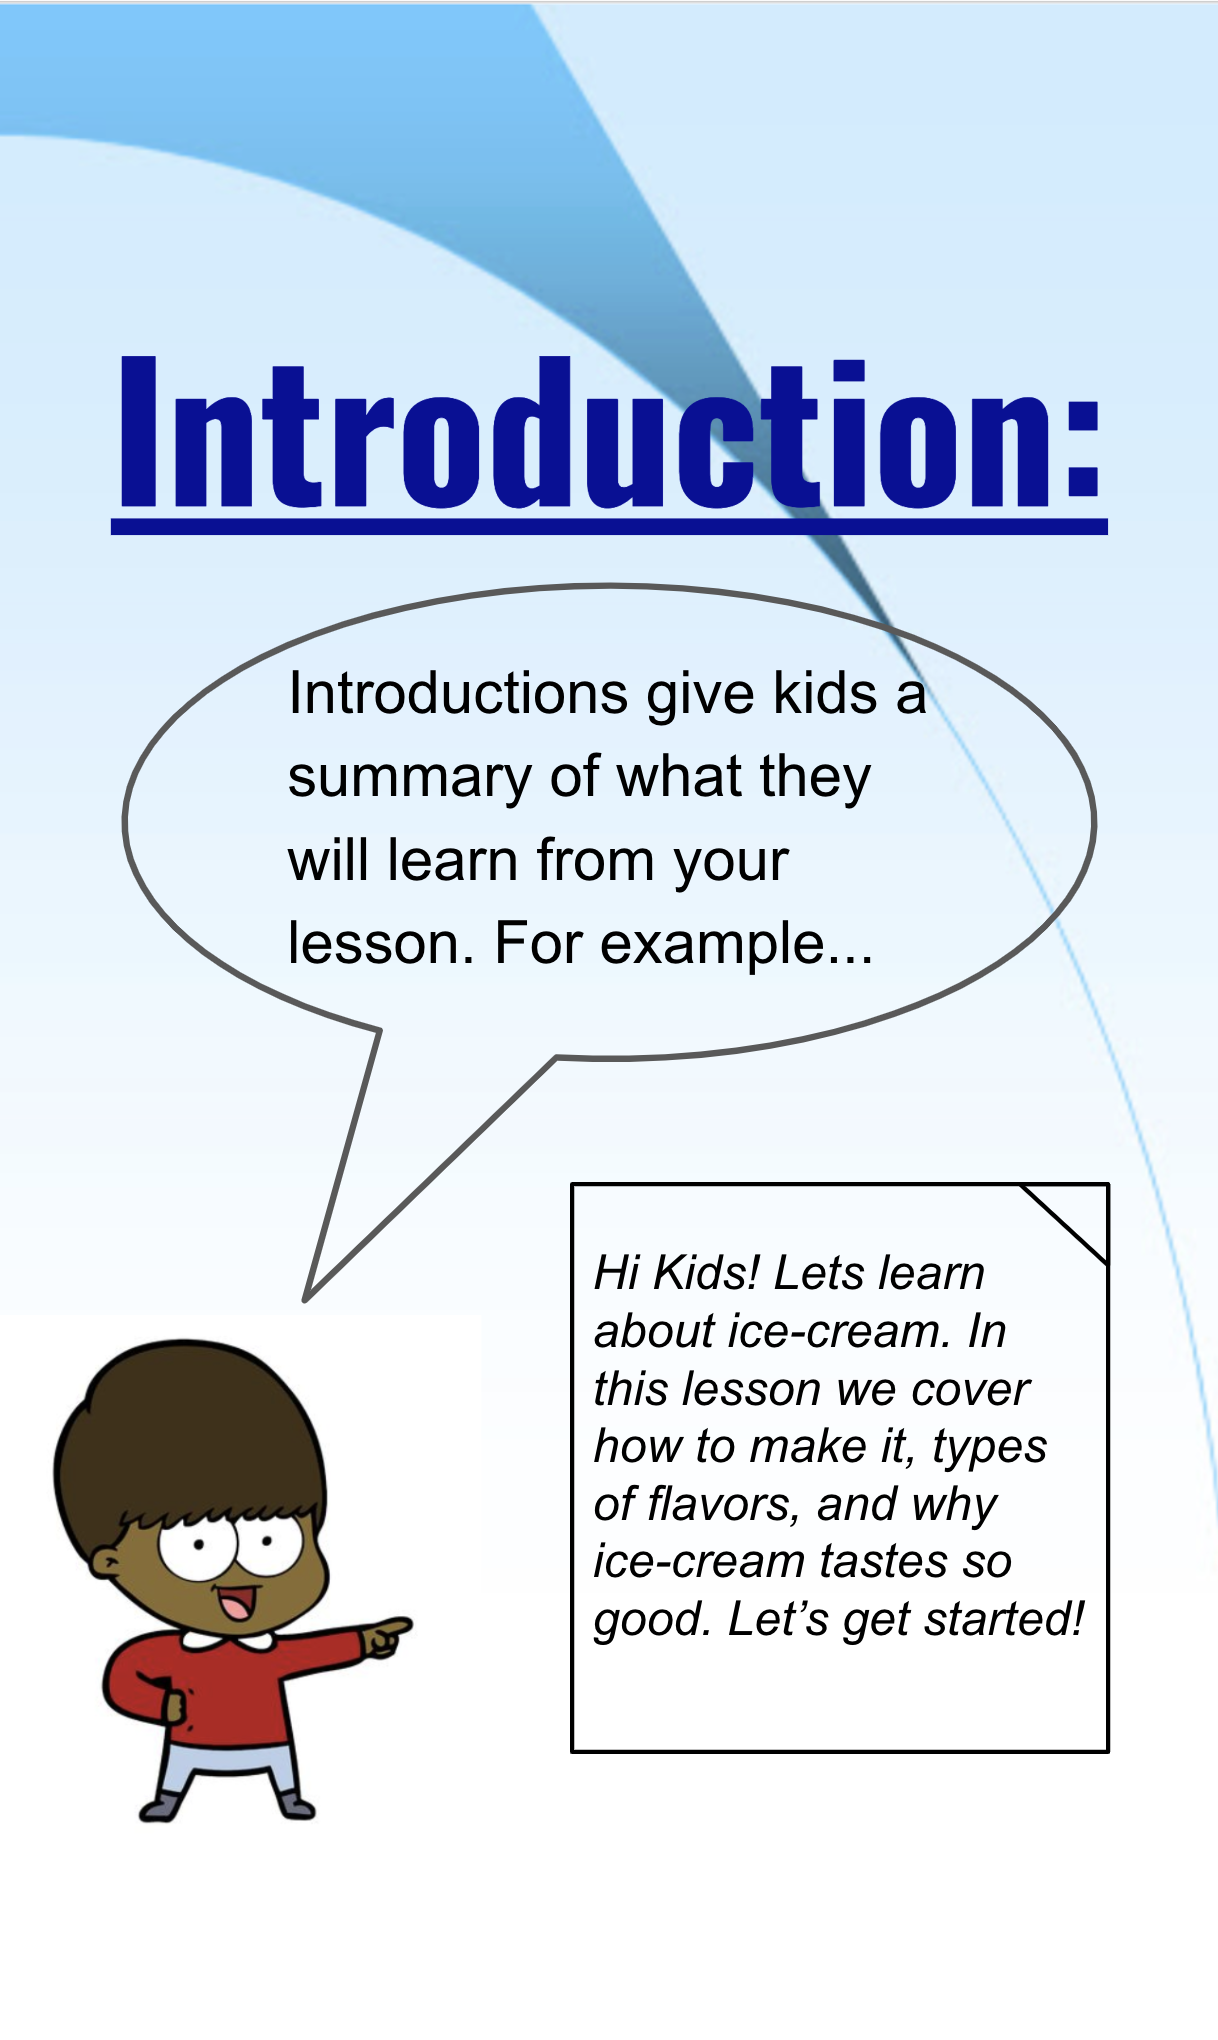 Introduction:
Introductions give kids a
summary of what they
will learn from your
lesson. For example...
Hi Kids! Lets learn
about ice-cream. In
this lesson we cover
how to make it, types
of flavors, and why
ice-cream tastes so
good. Let’s get started!